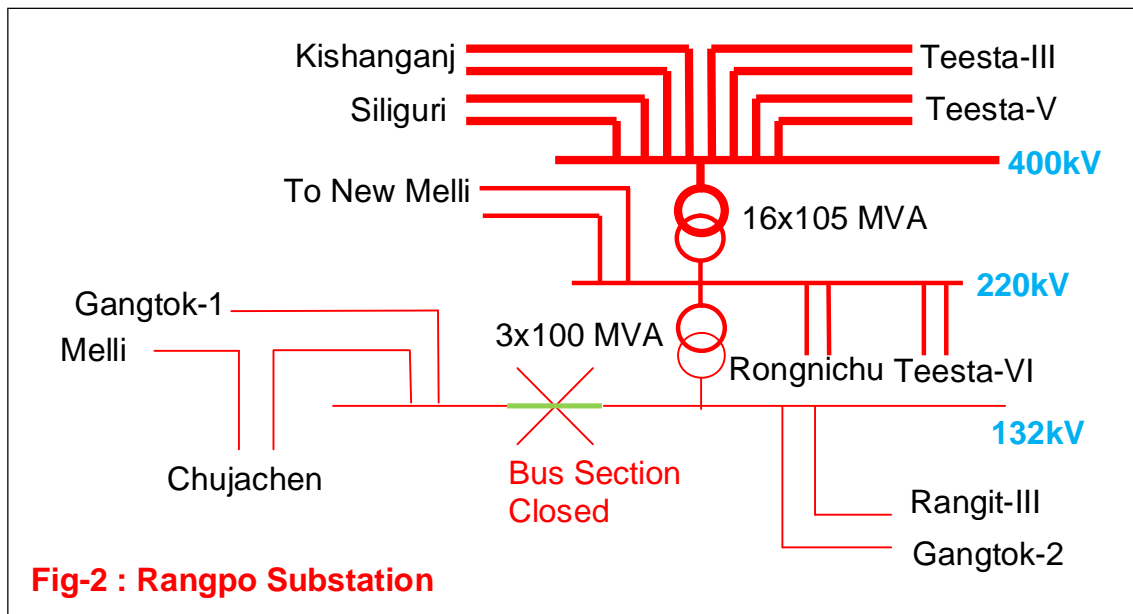 Kishanganj
Teesta-III
Siliguri
Teesta-V
400kV
To New Melli
16x105 MVA
220kV
Gangtok-1
3x100 MVA
Melli
Rongnichu
Teesta-VI
132kV
Chujachen
Bus Section
Closed
Rangit-III
Gangtok-2
Fig-2 : Rangpo Substation